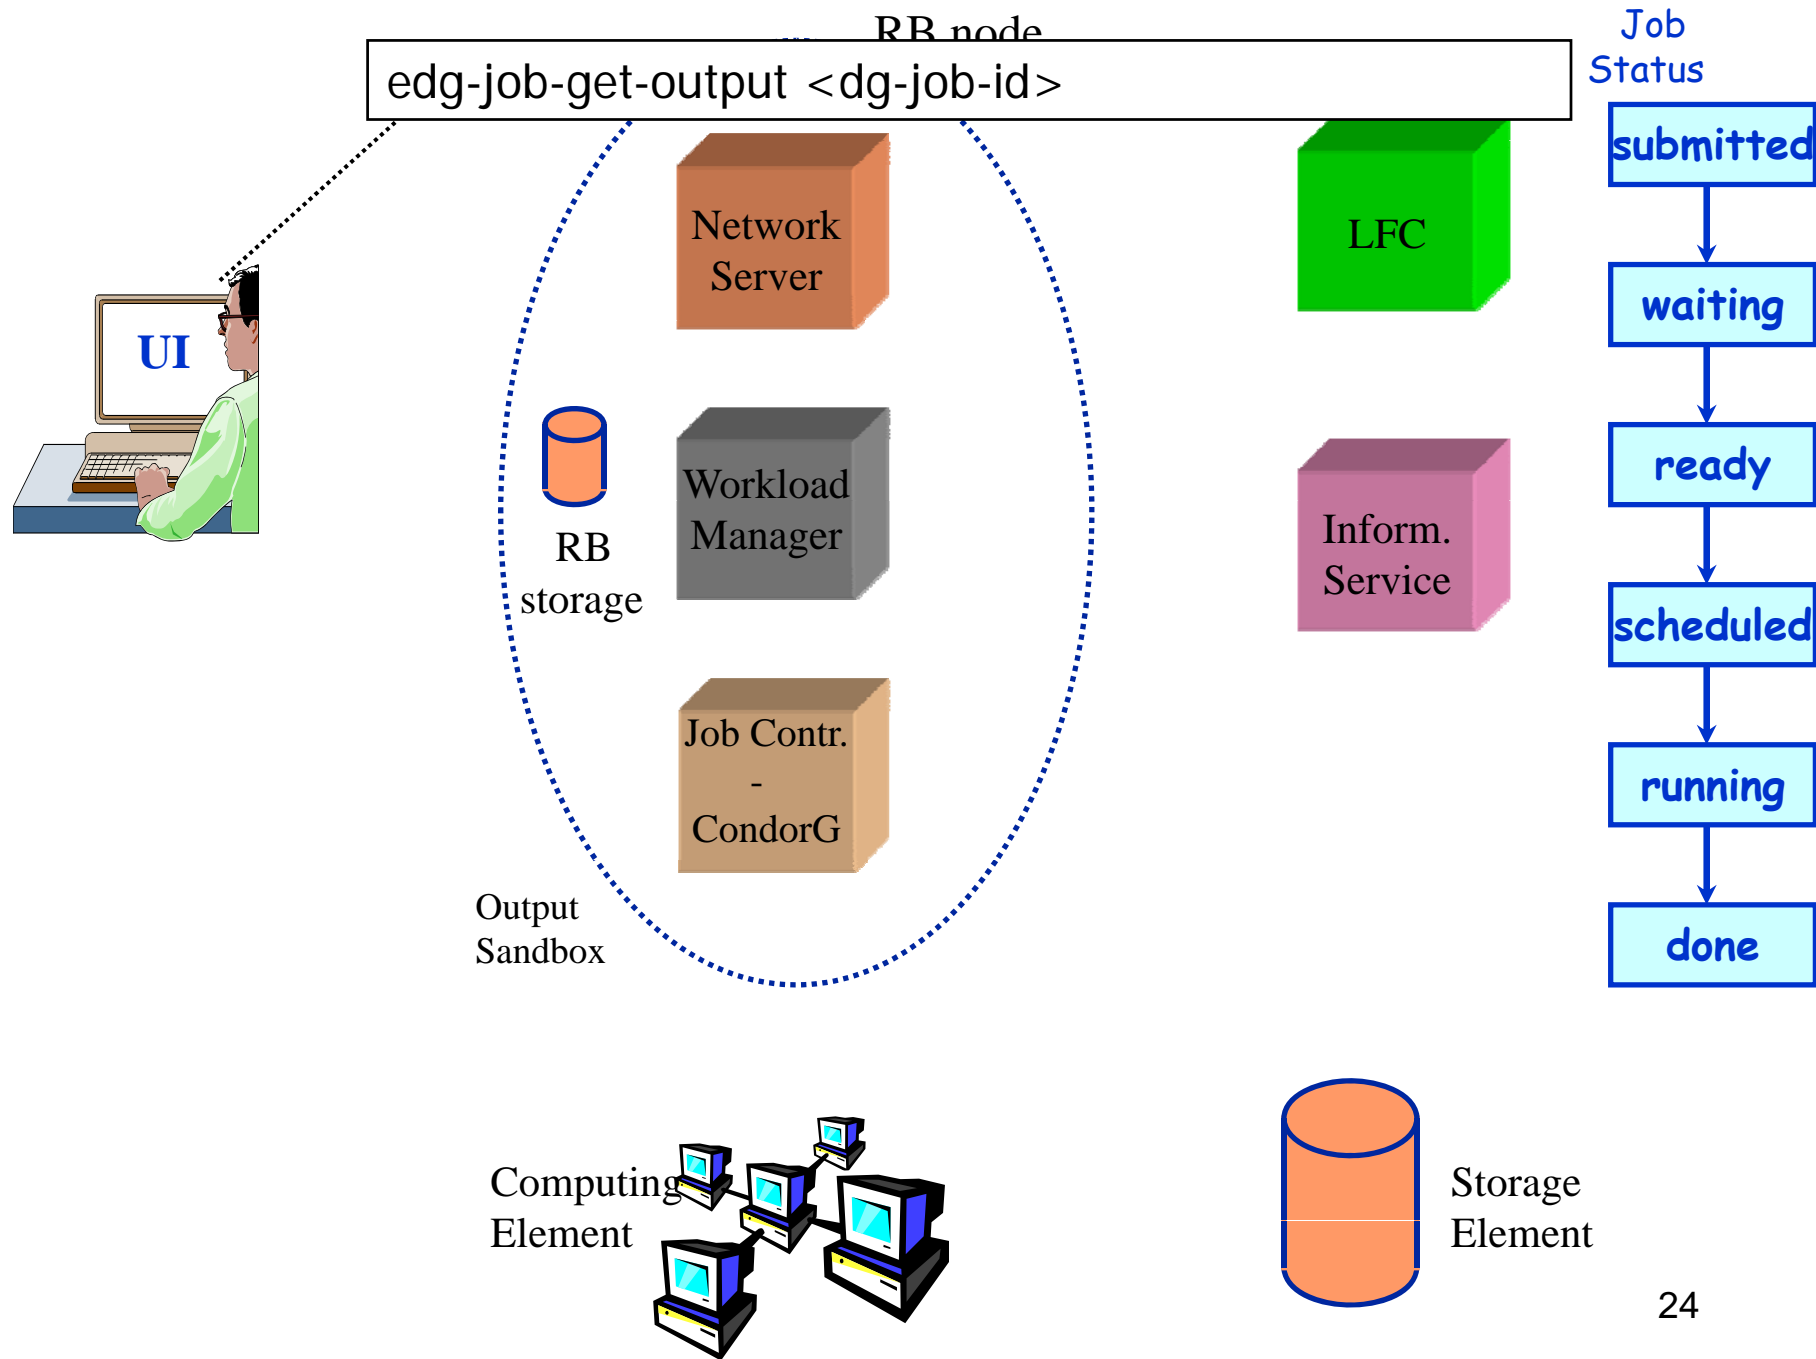 RB node
edg-job-get-output <dg-job-id>
Job
Status
submitted
Network
Server
LFC
waiting
UI
ready
Workload
Manager
RB
storage
Inform.
Service
scheduled
Job Contr.
-
CondorG
running
Output
Sandbox
done
Computing
Element
Storage
Element
24